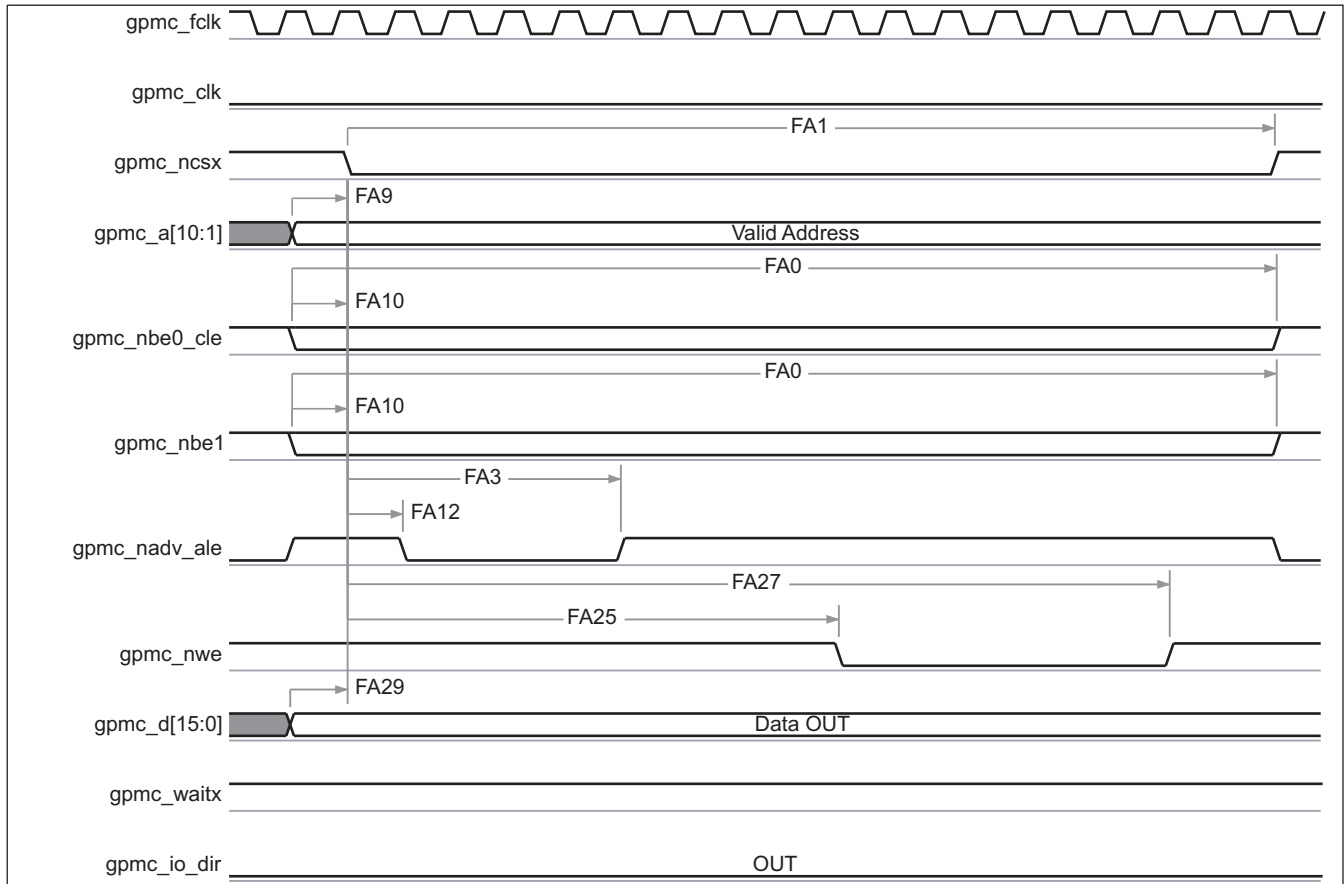 gpmc_fclk
gpmc_clk
FA1
gpmc_ncsx
FA9
gpmc_a[10:1] Valid Address
FA0
FA10
gpmc_nbe0_cle
FA0
FA10
gpmc_nbe1
FA3
FA12
gpmc_nadv_ale
FA27
FA25
gpmc_nwe
FA29
gpmc_d[15:0] Data OUT
gpmc_waitx
gpmc_io_dir OUT